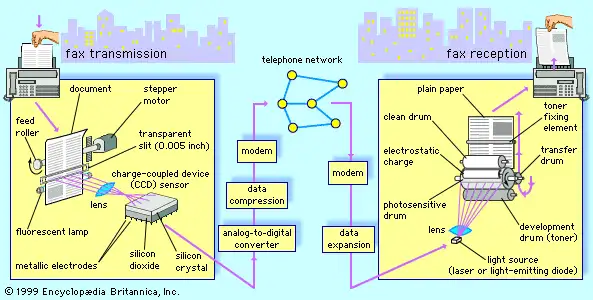 fax transmission
document
stepper
motor
feed
roller
transparent
slit (0.005 inch)
charge-coupled device
(CCD) sensor
lens
fluorescent lamp
metallic electrodes
silicon
dioxide
silicon
crystal
telephone network
modem
data
compression
analog-to-digital
converter
modem
data
expansion
fax reception
plain paper
toner
fixing
element
clean drum
transfer
drum
electrostatic
charge
photosensitive
drum
lens
development
drum (toner)
light source
(laser or light-emitting diode)
© 1999 Encyclopædia Britannica, Inc.